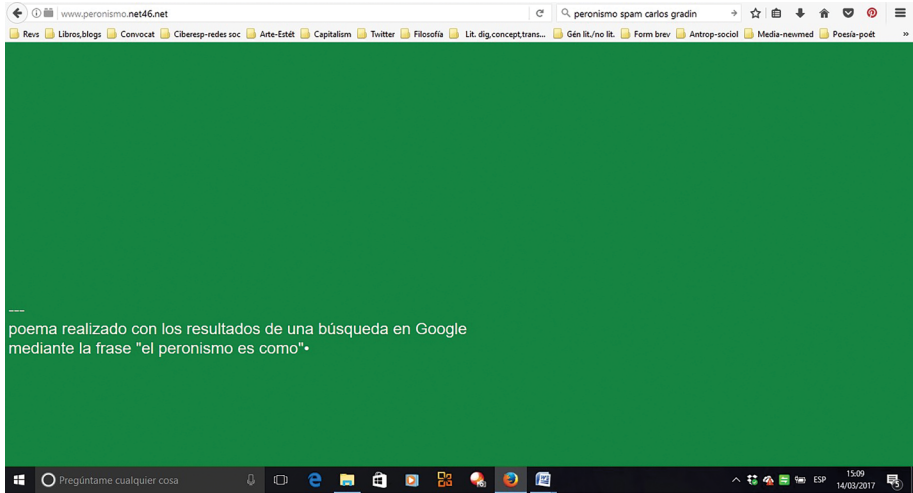 www.peronismo.net46.net
peronismo spam carlos gradin
Revs Libros,blogs Convocat Ciberesp-redes soc Arte-Estét Capitalism Twitter Filosofía Lit. dig,concept,trans... Gén lit./no lit. Form brev Antrop-sociol Media-newmed Poesía-poét »
---
poema realizado con los resultados de una búsqueda en Google
mediante la frase "el peronismo es como"•
Pregúntame cualquier cosa
ESP
15:09
14/03/2017
5